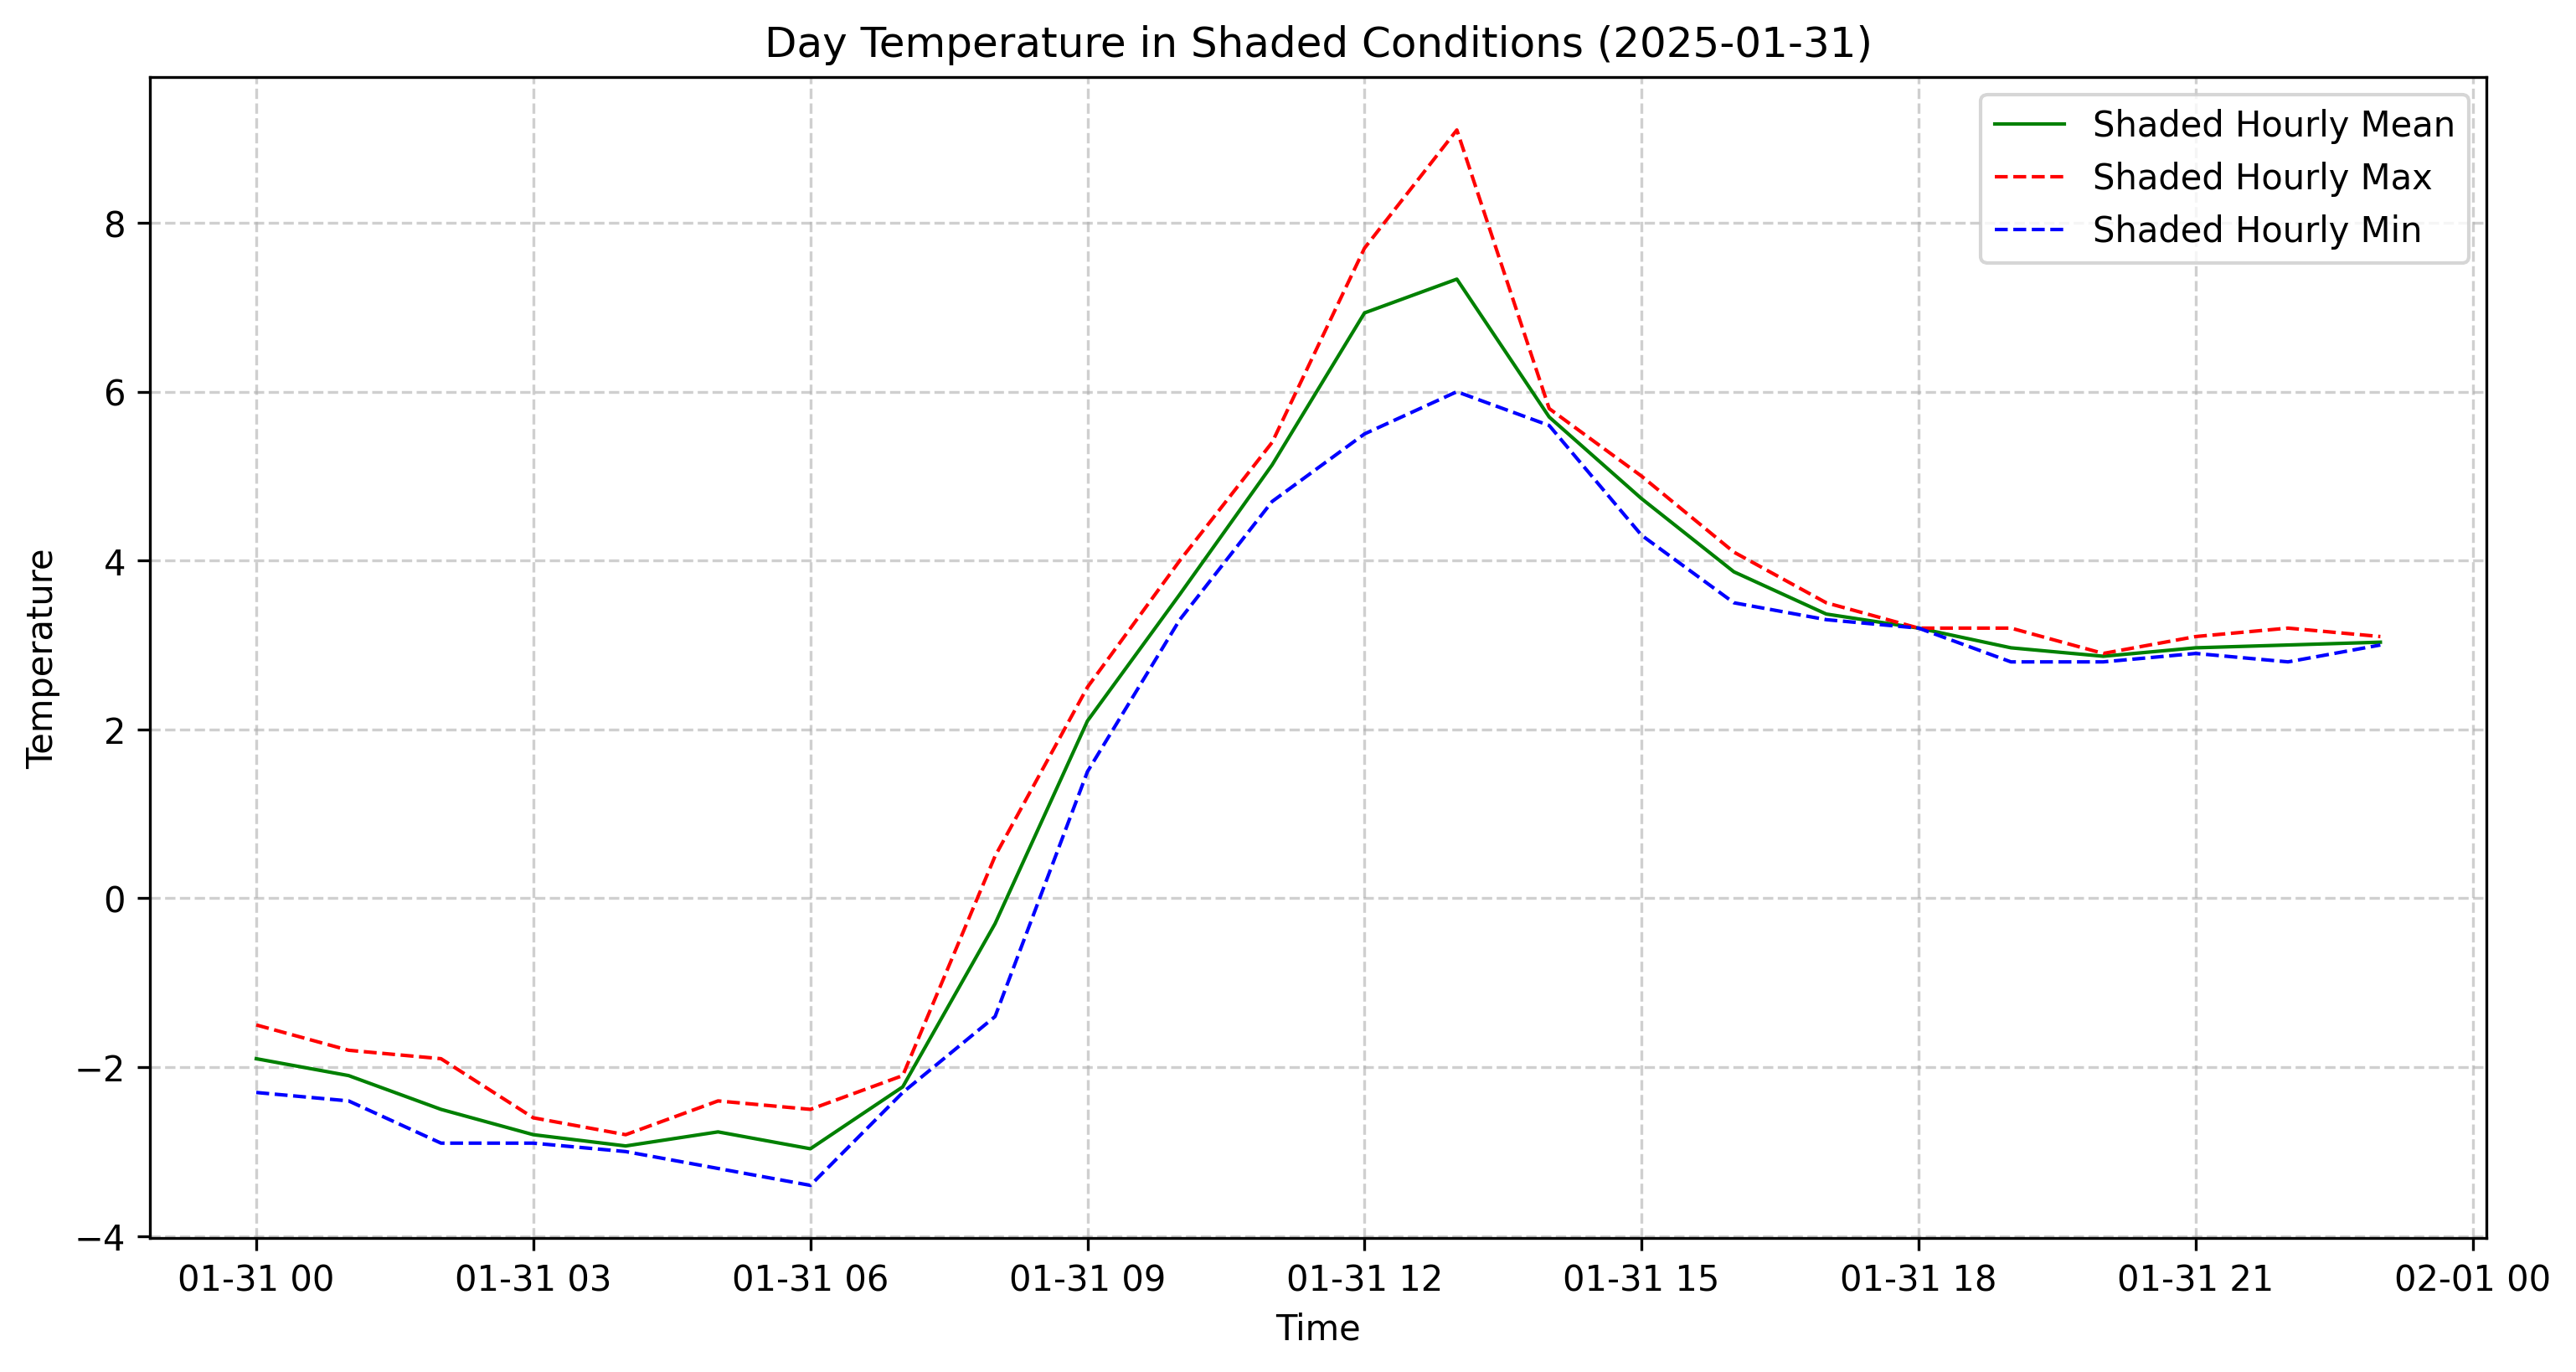 Day Temperature in Shaded Conditions (2025-01-31)
Shaded Hourly Mean
Shaded Hourly Max
Shaded Hourly Min
8
6
4
2
0
−2
−4
Temperature
01-31 00 01-31 03 01-31 06 01-31 09 01-31 12 01-31 15 01-31 18 01-31 21 02-01 00
Time